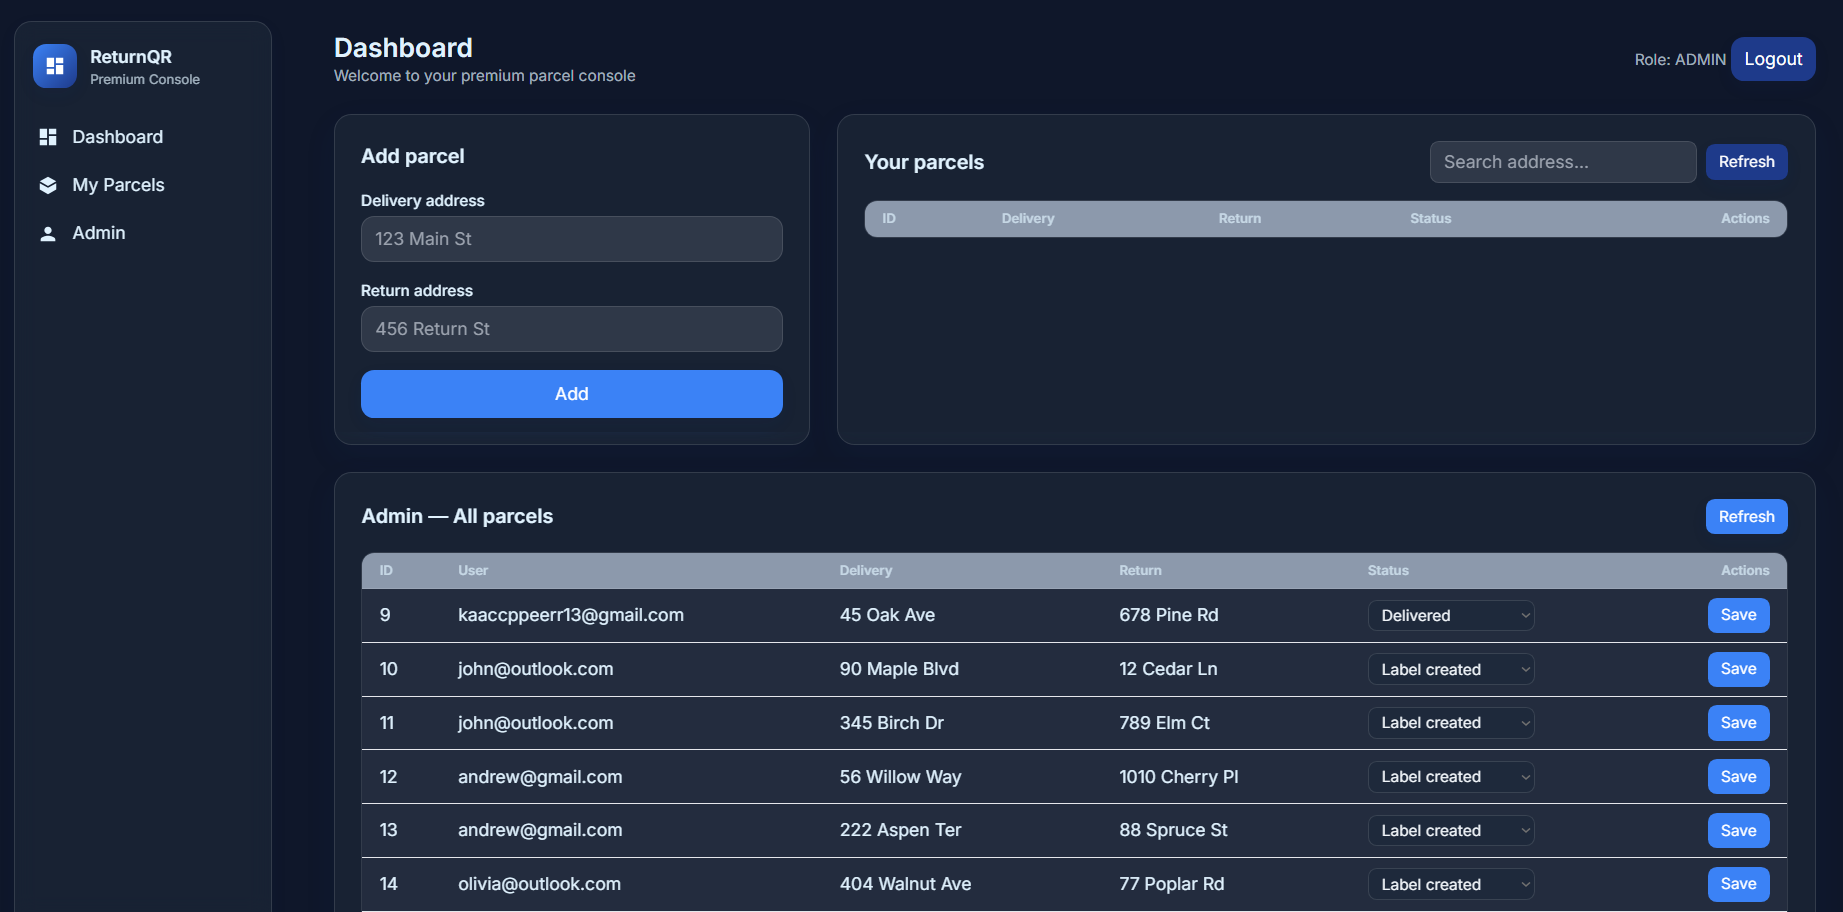 ReturnQR
Premium Console
Dashboard
My Parcels
Admin
Dashboard
Welcome to your premium parcel console
Role: ADMIN Logout
Add parcel
Delivery address
123 Main St
Return address
456 Return St
Add
Your parcels Search address... Refresh
ID Delivery Return Status Actions
Admin — All parcels Refresh
ID User Delivery Return Status Actions
9 kaaccppeerr13@gmail.com 45 Oak Ave 678 Pine Rd Delivered Save
10 john@outlook.com 90 Maple Blvd 12 Cedar Ln Label created Save
11 john@outlook.com 345 Birch Dr 789 Elm Ct Label created Save
12 andrew@gmail.com 56 Willow Way 1010 Cherry Pl Label created Save
13 andrew@gmail.com 222 Aspen Ter 88 Spruce St Label created Save
14 olivia@outlook.com 404 Walnut Ave 77 Poplar Rd Label created Save